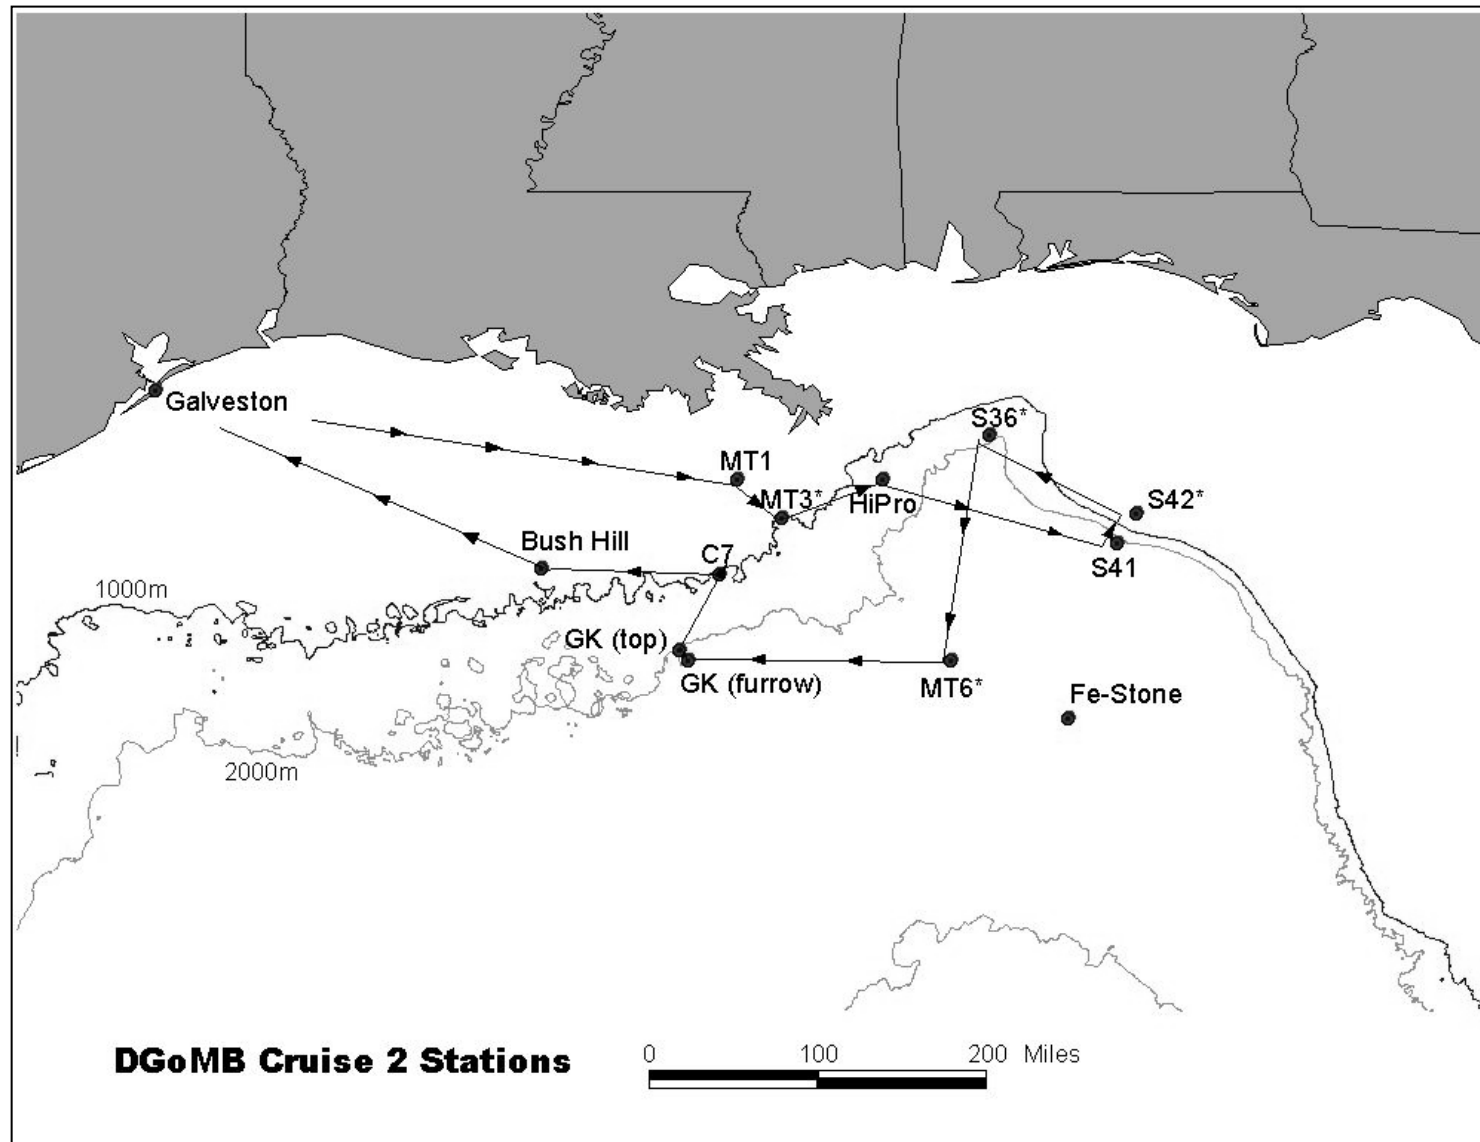 Galveston
S36*
MT1
MT3*
HiPro
S42*
Bush Hill
C7
S41
1000m
GK (top)
GK (furrow)
MT6*
Fe-Stone
2000m
DGoMB Cruise 2 Stations
0 100 200 Miles